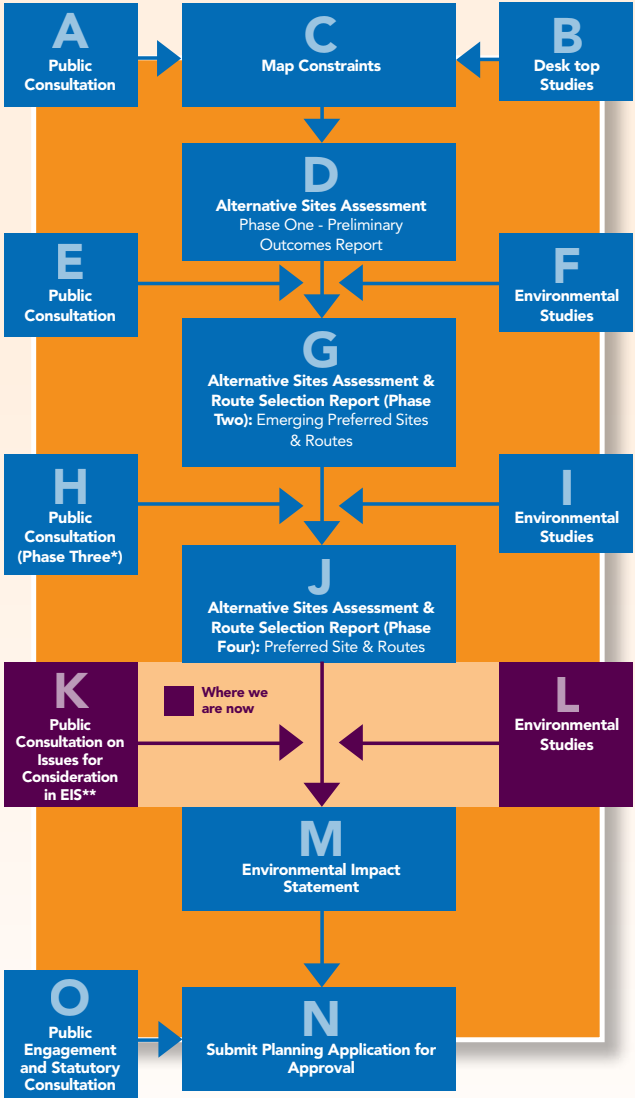 A
Public
Consultation
C
Map Constraints
B
Desk top
Studies
D
Alternative Sites Assessment
Phase One - Preliminary
Outcomes Report
E
Public
Consultation
F
Environmental
Studies
G
Alternative Sites Assessment &
Route Selection Report (Phase
Two): Emerging Preferred Sites
& Routes
H
Public
Consultation
(Phase Three*)
I
Environmental
Studies
J
Alternative Sites Assessment &
Route Selection Report (Phase
Four): Preferred Site & Routes
K
Public
Consultation on
Issues for
Consideration
in EIS**
Where we
are now
L
Environmental
Studies
M
Environmental Impact
Statement
O
Public
Engagement
and Statutory
Consultation
N
Submit Planning Application for
Approval